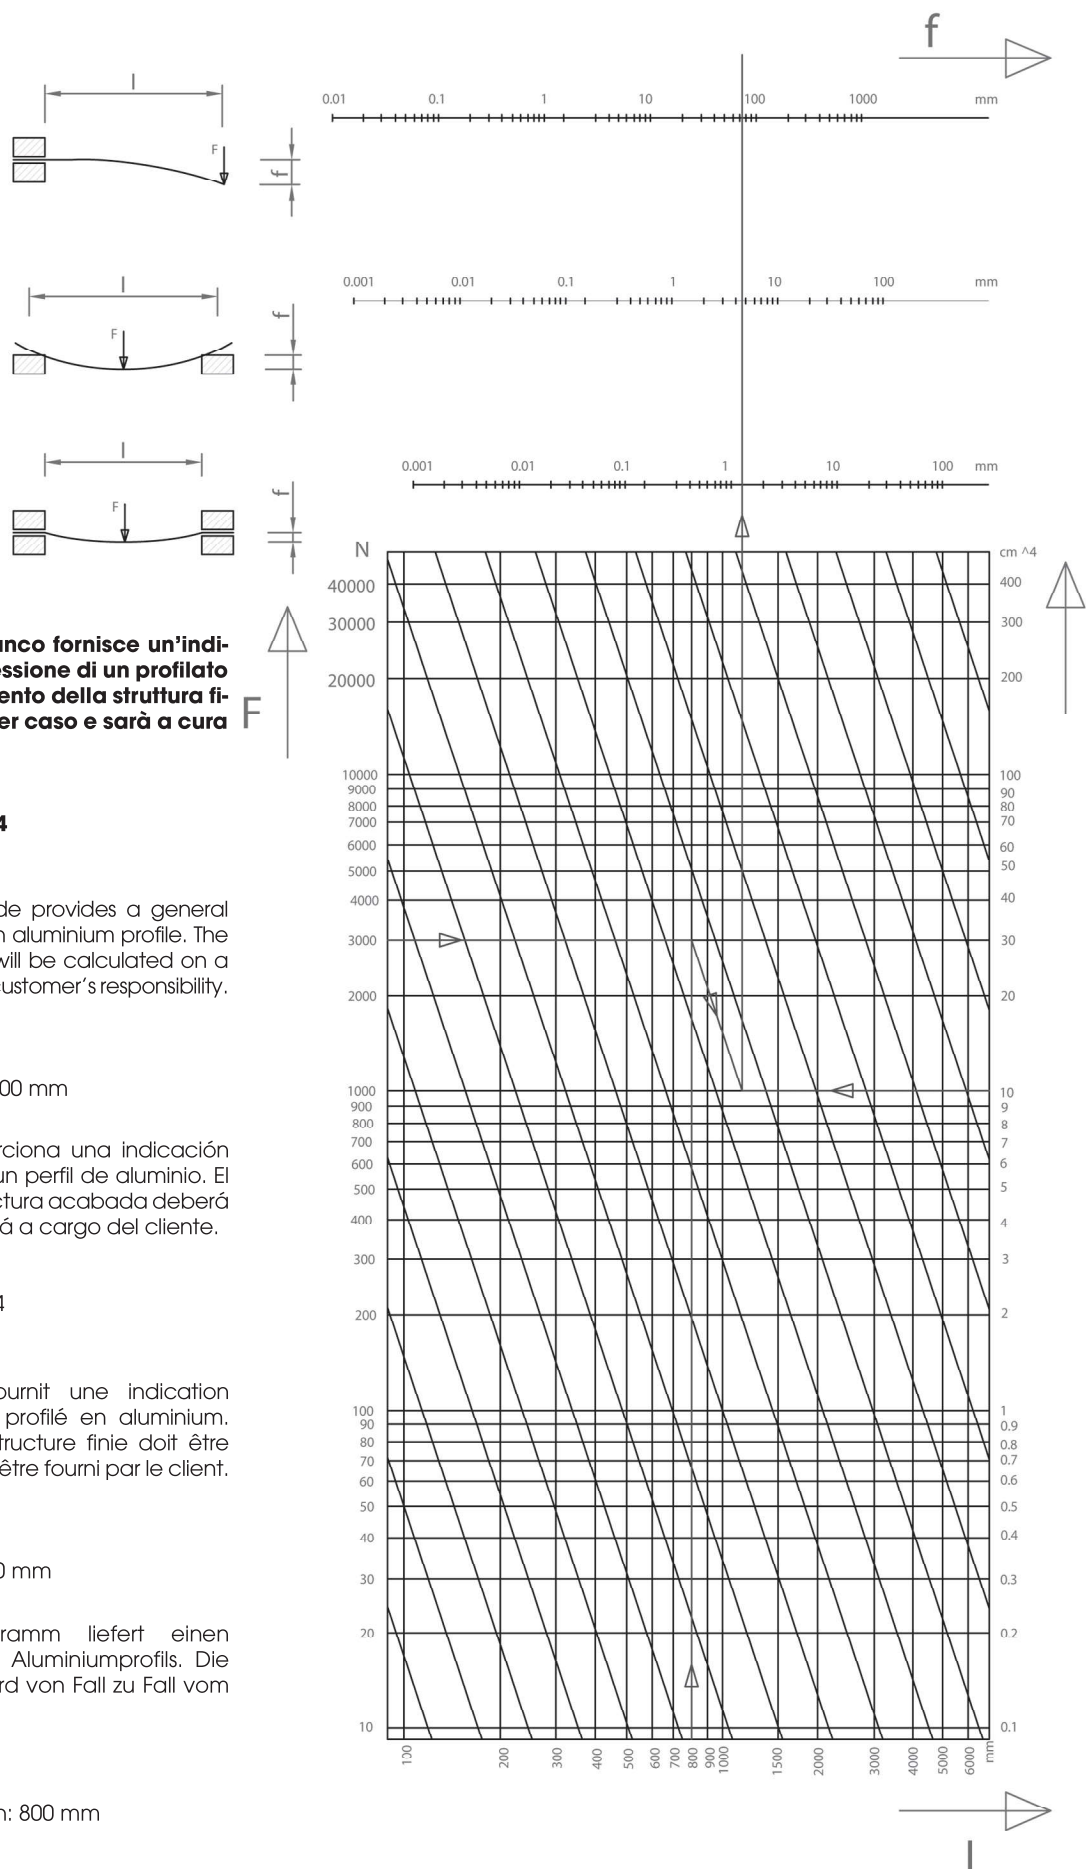 f
0.01 0.1 1 10 100 1000 mm
l
F
f
0.001 0.01 0.1 1 10 100 mm
l
F
f
0.001 0.01 0.1 1 10 100 mm
l
F
f
N
cm ^4
40000
30000
20000
10000
9000
8000
7000
6000
5000
4000
3000
2000
1000
900
800
700
600
500
400
300
200
100
90
80
70
60
50
40
30
20
10
400
300
200
100
90
80
70
60
50
40
30
20
10
9
8
7
6
5
4
3
2
1
0.9
0.8
0.7
0.6
0.5
0.4
0.3
0.2
0.1
F
100 200 300 400 500 600 700 800 900 1000 1500 2000 3000 4000 5000 6000 mm
l
anco fornisce un'indi-
essione di un profilato
ento della struttura fi-
er caso e sarà a cura
4
de provides a general
n aluminium profile. The
will be calculated on a
customer's responsibility.
00 mm
rciona una indicación
un perfil de aluminio. El
ctura acabada deberá
á a cargo del cliente.
4
ournit une indication
profilé en aluminium.
tructure finie doit être
être fourni par le client.
0 mm
ramm liefert einen
Aluminiumprofils. Die
rd von Fall zu Fall vom
n: 800 mm